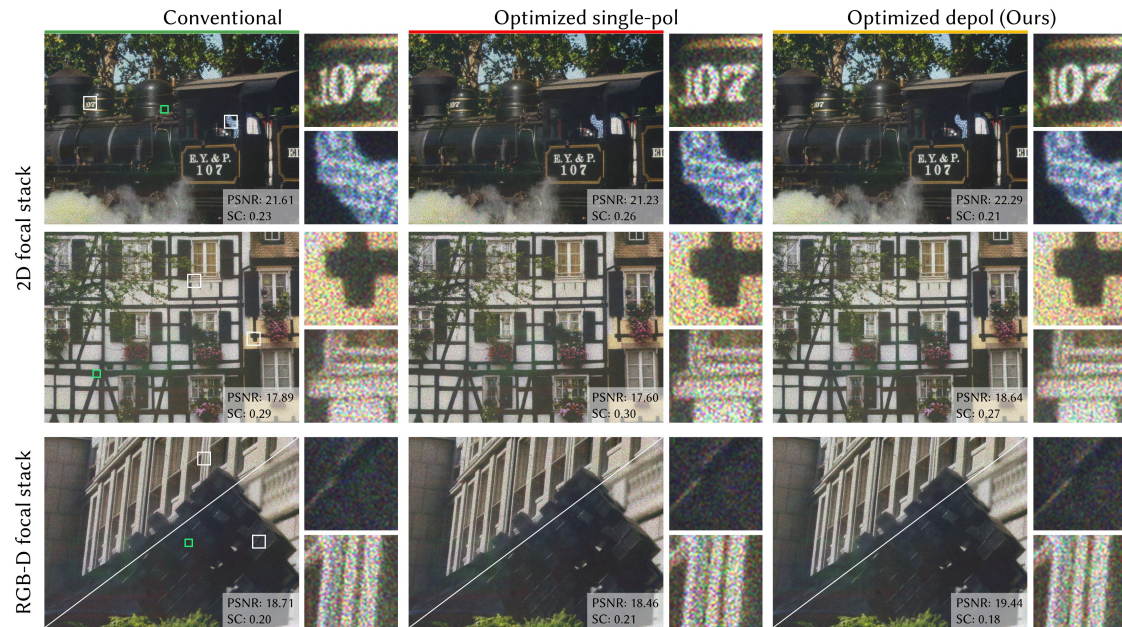 Conventional
Optimized single-pol
Optimized depol (Ours)
2D focal stack
107
E.Y. & P.
107
PSNR: 21.61
SC: 0.23
107
107
E.Y. & P.
107
PSNR: 21.23
SC: 0.26
107
107
E.Y. & P.
107
PSNR: 22.29
SC: 0.21
107
PSNR: 17.89
SC: 0.29
PSNR: 17.60
SC: 0.30
PSNR: 18.64
SC: 0.27
RGB-D focal stack
PSNR: 18.71
SC: 0.20
PSNR: 18.46
SC: 0.21
PSNR: 19.44
SC: 0.18